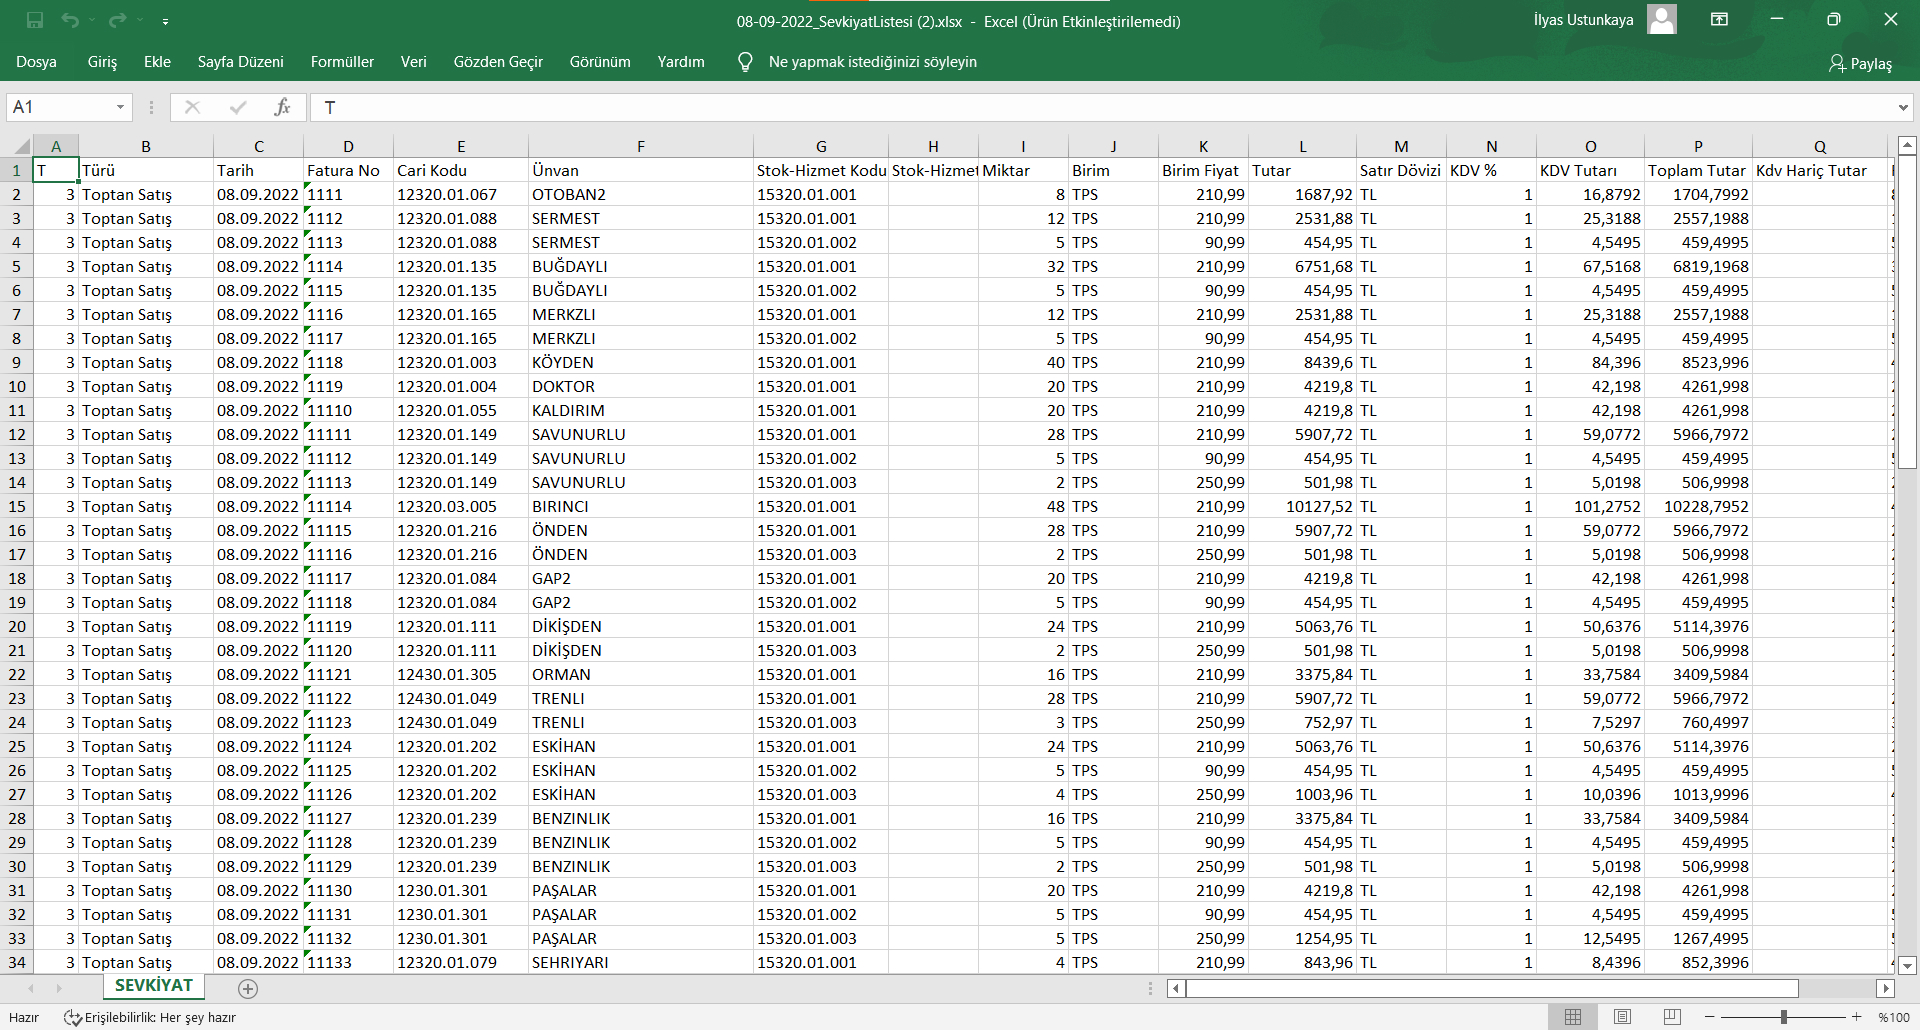 08-09-2022_SevkiyatListesi (2).xlsx - Excel (Ürün Etkinleştirilemedi)
İlyas Ustunkaya
Dosya Giriş Ekle Sayfa Düzeni Formüller Veri Gözden Geçir Görünüm Yardım Ne yapmak istediğinizi söyleyin Paylaş
A1 fx T
A B C D E F G H I J K L M N O P Q
1 T Türü Tarih Fatura No Cari Kodu Ünvan Stok-Hizmet Kodu Stok-Hizmet Miktar Birim Birim Fiyat Tutar Satır Dövizi KDV % KDV Tutarı Toplam Tutar Kdv Hariç Tutar
2 3 Toptan Satış 08.09.2022 1111 12320.01.067 OTOBAN2 15320.01.001 8 TPS 210,99 1687,92 TL 1 16,8792 1704,7992
3 3 Toptan Satış 08.09.2022 1112 12320.01.088 SERMEST 15320.01.001 12 TPS 210,99 2531,88 TL 1 25,3188 2557,1988
4 3 Toptan Satış 08.09.2022 1113 12320.01.088 SERMEST 15320.01.002 5 TPS 90,99 454,95 TL 1 4,5495 459,4995
5 3 Toptan Satış 08.09.2022 1114 12320.01.135 BUĞDAYLI 15320.01.001 32 TPS 210,99 6751,68 TL 1 67,5168 6819,1968
6 3 Toptan Satış 08.09.2022 1115 12320.01.135 BUĞDAYLI 15320.01.002 5 TPS 90,99 454,95 TL 1 4,5495 459,4995
7 3 Toptan Satış 08.09.2022 1116 12320.01.165 MERKZLI 15320.01.001 12 TPS 210,99 2531,88 TL 1 25,3188 2557,1988
8 3 Toptan Satış 08.09.2022 1117 12320.01.165 MERKZLI 15320.01.002 5 TPS 90,99 454,95 TL 1 4,5495 459,4995
9 3 Toptan Satış 08.09.2022 1118 12320.01.003 KÖYDEN 15320.01.001 40 TPS 210,99 8439,6 TL 1 84,396 8523,996
10 3 Toptan Satış 08.09.2022 1119 12320.01.004 DOKTOR 15320.01.001 20 TPS 210,99 4219,8 TL 1 42,198 4261,998
11 3 Toptan Satış 08.09.2022 11110 12320.01.055 KALDIRIM 15320.01.001 20 TPS 210,99 4219,8 TL 1 42,198 4261,998
12 3 Toptan Satış 08.09.2022 11111 12320.01.149 SAVUNURLU 15320.01.001 28 TPS 210,99 5907,72 TL 1 59,0772 5966,7972
13 3 Toptan Satış 08.09.2022 11112 12320.01.149 SAVUNURLU 15320.01.002 5 TPS 90,99 454,95 TL 1 4,5495 459,4995
14 3 Toptan Satış 08.09.2022 11113 12320.01.149 SAVUNURLU 15320.01.003 2 TPS 250,99 501,98 TL 1 5,0198 506,9998
15 3 Toptan Satış 08.09.2022 11114 12320.03.005 BIRINCI 15320.01.001 48 TPS 210,99 10127,52 TL 1 101,2752 10228,7952
16 3 Toptan Satış 08.09.2022 11115 12320.01.216 ÖNDEN 15320.01.001 28 TPS 210,99 5907,72 TL 1 59,0772 5966,7972
17 3 Toptan Satış 08.09.2022 11116 12320.01.216 ÖNDEN 15320.01.003 2 TPS 250,99 501,98 TL 1 5,0198 506,9998
18 3 Toptan Satış 08.09.2022 11117 12320.01.084 GAP2 15320.01.001 20 TPS 210,99 4219,8 TL 1 42,198 4261,998
19 3 Toptan Satış 08.09.2022 11118 12320.01.084 GAP2 15320.01.002 5 TPS 90,99 454,95 TL 1 4,5495 459,4995
20 3 Toptan Satış 08.09.2022 11119 12320.01.111 DİKİŞDEN 15320.01.001 24 TPS 210,99 5063,76 TL 1 50,6376 5114,3976
21 3 Toptan Satış 08.09.2022 11120 12320.01.111 DİKİŞDEN 15320.01.003 2 TPS 250,99 501,98 TL 1 5,0198 506,9998
22 3 Toptan Satış 08.09.2022 11121 12430.01.305 ORMAN 15320.01.001 16 TPS 210,99 3375,84 TL 1 33,7584 3409,5984
23 3 Toptan Satış 08.09.2022 11122 12430.01.049 TRENLI 15320.01.001 28 TPS 210,99 5907,72 TL 1 59,0772 5966,7972
24 3 Toptan Satış 08.09.2022 11123 12430.01.049 TRENLI 15320.01.003 3 TPS 250,99 752,97 TL 1 7,5297 760,4997
25 3 Toptan Satış 08.09.2022 11124 12320.01.202 ESKİHAN 15320.01.001 24 TPS 210,99 5063,76 TL 1 50,6376 5114,3976
26 3 Toptan Satış 08.09.2022 11125 12320.01.202 ESKİHAN 15320.01.002 5 TPS 90,99 454,95 TL 1 4,5495 459,4995
27 3 Toptan Satış 08.09.2022 11126 12320.01.202 ESKİHAN 15320.01.003 4 TPS 250,99 1003,96 TL 1 10,0396 1013,9996
28 3 Toptan Satış 08.09.2022 11127 12320.01.239 BENZINLIK 15320.01.001 16 TPS 210,99 3375,84 TL 1 33,7584 3409,5984
29 3 Toptan Satış 08.09.2022 11128 12320.01.239 BENZINLIK 15320.01.002 5 TPS 90,99 454,95 TL 1 4,5495 459,4995
30 3 Toptan Satış 08.09.2022 11129 12320.01.239 BENZINLIK 15320.01.003 2 TPS 250,99 501,98 TL 1 5,0198 506,9998
31 3 Toptan Satış 08.09.2022 11130 1230.01.301 PAŞALAR 15320.01.001 20 TPS 210,99 4219,8 TL 1 42,198 4261,998
32 3 Toptan Satış 08.09.2022 11131 1230.01.301 PAŞALAR 15320.01.002 5 TPS 90,99 454,95 TL 1 4,5495 459,4995
33 3 Toptan Satış 08.09.2022 11132 1230.01.301 PAŞALAR 15320.01.003 5 TPS 250,99 1254,95 TL 1 12,5495 1267,4995
34 3 Toptan Satış 08.09.2022 11133 12320.01.079 SEHRIYARI 15320.01.001 4 TPS 210,99 843,96 TL 1 8,4396 852,3996
SEVKİYAT
Hazır Erişilebilirlik: Her şey hazır %100